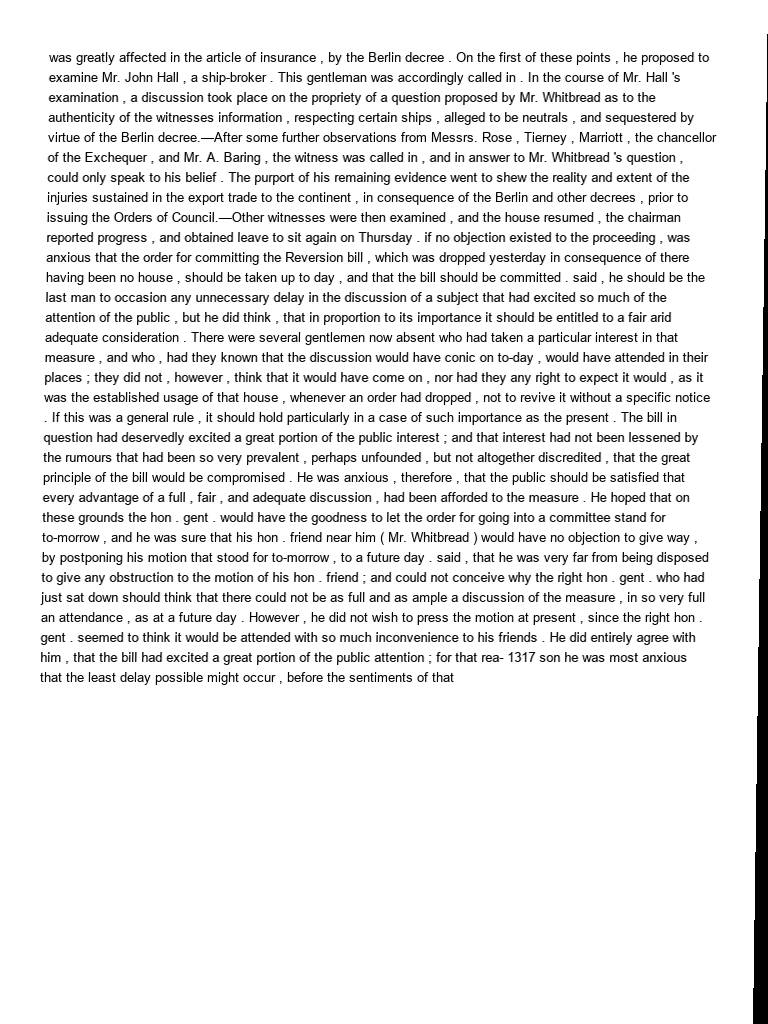 was greatly affected in the article of insurance , by the Berlin decree . On the first of these points , he proposed to
examine Mr. John Hall , a ship-broker . This gentleman was accordingly called in . In the course of Mr. Hall 's
examination , a discussion took place on the propriety of a question proposed by Mr. Whitbread as to the
authenticity of the witnesses information , respecting certain ships , alleged to be neutrals , and sequestered by
virtue of the Berlin decree.—After some further observations from Messrs. Rose , Tierney , Marriott , the chancellor
of the Exchequer , and Mr. A. Baring , the witness was called in , and in answer to Mr. Whitbread 's question ,
could only speak to his belief . The purport of his remaining evidence went to shew the reality and extent of the
injuries sustained in the export trade to the continent , in consequence of the Berlin and other decrees , prior to
issuing the Orders of Council.—Other witnesses were then examined , and the house resumed , the chairman
reported progress , and obtained leave to sit again on Thursday . if no objection existed to the proceeding , was
anxious that the order for committing the Reversion bill , which was dropped yesterday in consequence of there
having been no house , should be taken up to day , and that the bill should be committed . said , he should be the
last man to occasion any unnecessary delay in the discussion of a subject that had excited so much of the
attention of the public , but he did think , that in proportion to its importance it should be entitled to a fair arid
adequate consideration . There were several gentlemen now absent who had taken a particular interest in that
measure , and who , had they known that the discussion would have conic on to-day , would have attended in their
places ; they did not , however , think that it would have come on , nor had they any right to expect it would , as it
was the established usage of that house , whenever an order had dropped , not to revive it without a specific notice
. If this was a general rule , it should hold particularly in a case of such importance as the present . The bill in
question had deservedly excited a great portion of the public interest ; and that interest had not been lessened by
the rumours that had been so very prevalent , perhaps unfounded , but not altogether discredited , that the great
principle of the bill would be compromised . He was anxious , therefore , that the public should be satisfied that
every advantage of a full , fair , and adequate discussion , had been afforded to the measure . He hoped that on
these grounds the hon . gent . would have the goodness to let the order for going into a committee stand for
to-morrow , and he was sure that his hon . friend near him ( Mr. Whitbread ) would have no objection to give way ,
by postponing his motion that stood for to-morrow , to a future day . said , that he was very far from being disposed
to give any obstruction to the motion of his hon . friend ; and could not conceive why the right hon . gent . who had
just sat down should think that there could not be as full and as ample a discussion of the measure , in so very full
an attendance , as at a future day . However , he did not wish to press the motion at present , since the right hon .
gent . seemed to think it would be attended with so much inconvenience to his friends . He did entirely agree with
him , that the bill had excited a great portion of the public attention ; for that rea- 1317 son he was most anxious
that the least delay possible might occur , before the sentiments of that